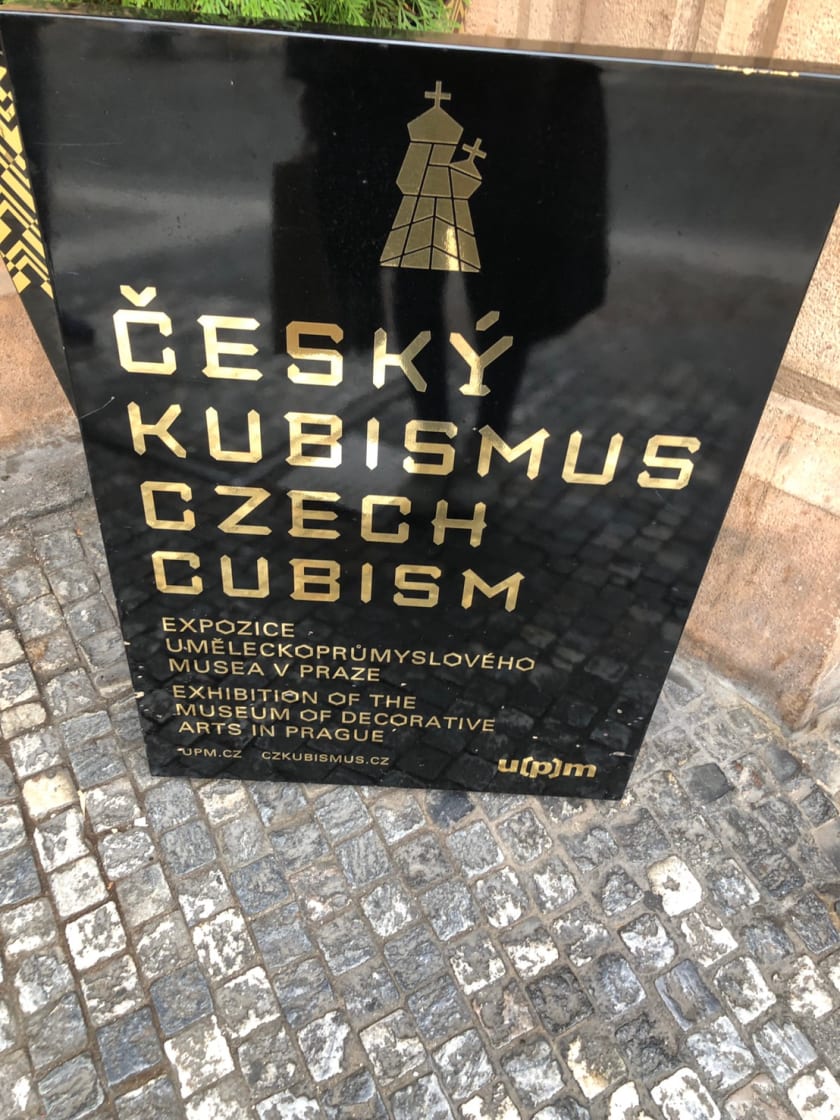 ČESKÝ
KUBISMUS
CZECH
CUBISM
EXPOZICE
UMĚLECKOPRŮMYSLOVÉHO
MUSEA V PRAZE
EXHIBITION OF THE
MUSEUM OF DECORATIVE
ARTS IN PRAGUE
UPM.CZ CZKUBISMUS.CZ
u(p)m